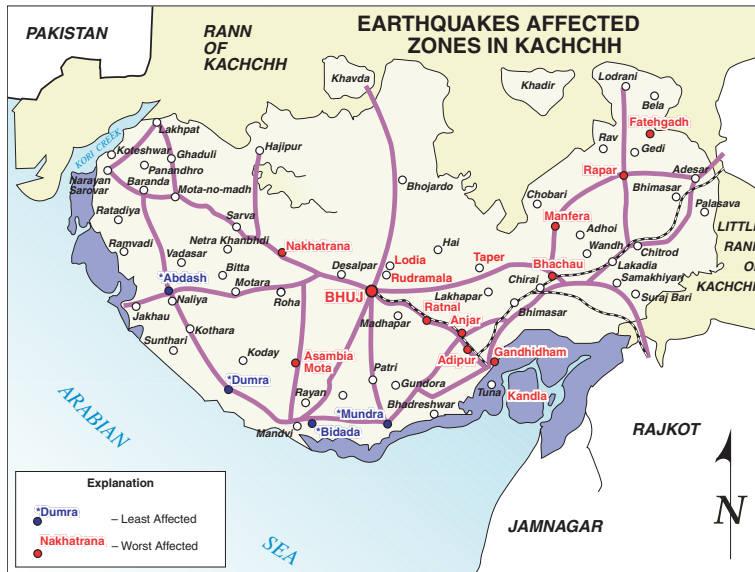 EARTHQUAKES AFFECTED
ZONES IN KACHCHH
PAKISTAN
RANN
OF
KACHCHH
Khavda
Khadir
Lodrani
Bela
Fatehgadh
Rav
Gedi
Lakhpat
KORI CREEK
Koteshwar
Ghaduli
Hajipur
Panandhro
Narayan
Sarovar
Baranda
Mota-no-madh
Rapar
Adesar
Bhimasar
Bhojardo
Chobari
Palasava
Ratadiya
Sarva
Manfera
Adhoi
LITTLE
RANN
OF
KACHCHH
Ramvadi
Netra Khanbhdi
Nakhatrana
Hai
Wandh
Chitrod
Vadasar
Lodia
Taper
Lakadia
Bitta
Desalpar
Rudramala
Bhachau
Samakhiyari
*Abdash
Motara
BHUJ
Chirai
Suraj Bari
Naliya
Roha
Lakhapar
Ratnal
Bhimasar
Jakhau
Madhapar
Anjar
Kothara
Sunthari
Koday
Asambia
Mota
Adipur
Gandhidham
Patri
*Dumra
Gundora
Tuna
Kandla
Rayan
Bhadreshwar
*Mundra
Mandvi
*Bidada
ARABIAN
SEA
RAJKOT
JAMNAGAR
N
Explanation
*Dumra
– Least Affected
Nakhatrana
– Worst Affected